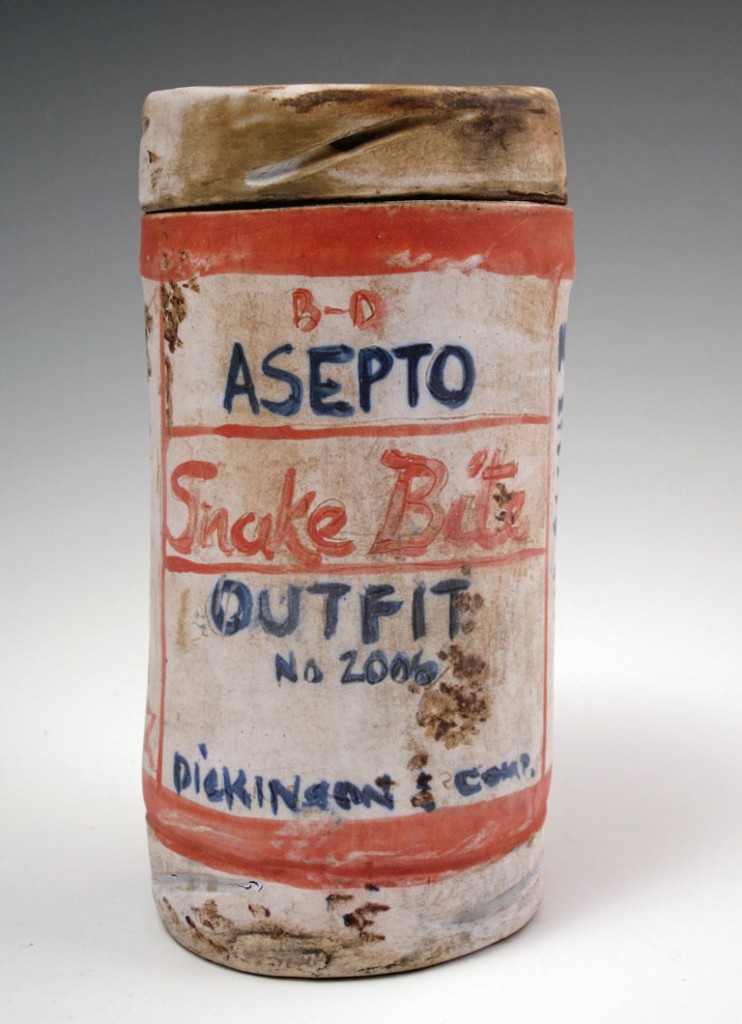 B-D
ASEPTO
Snake Bite
OUTFIT
No 2006
DICKINSON & COMP.